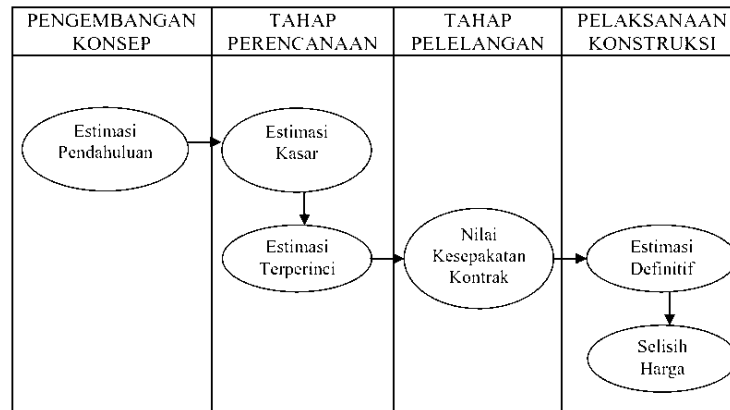 PENGEMBANGAN
KONSEP
TAHAP
PERENCANAAN
TAHAP
PELELANGAN
PELAKSANAAN
KONSTRUKSI
Estimasi
Pendahuluan
Estimasi
Kasar
Estimasi
Terperinci
Nilai
Kesepakatan
Kontrak
Estimasi
Definitif
Selisih
Harga